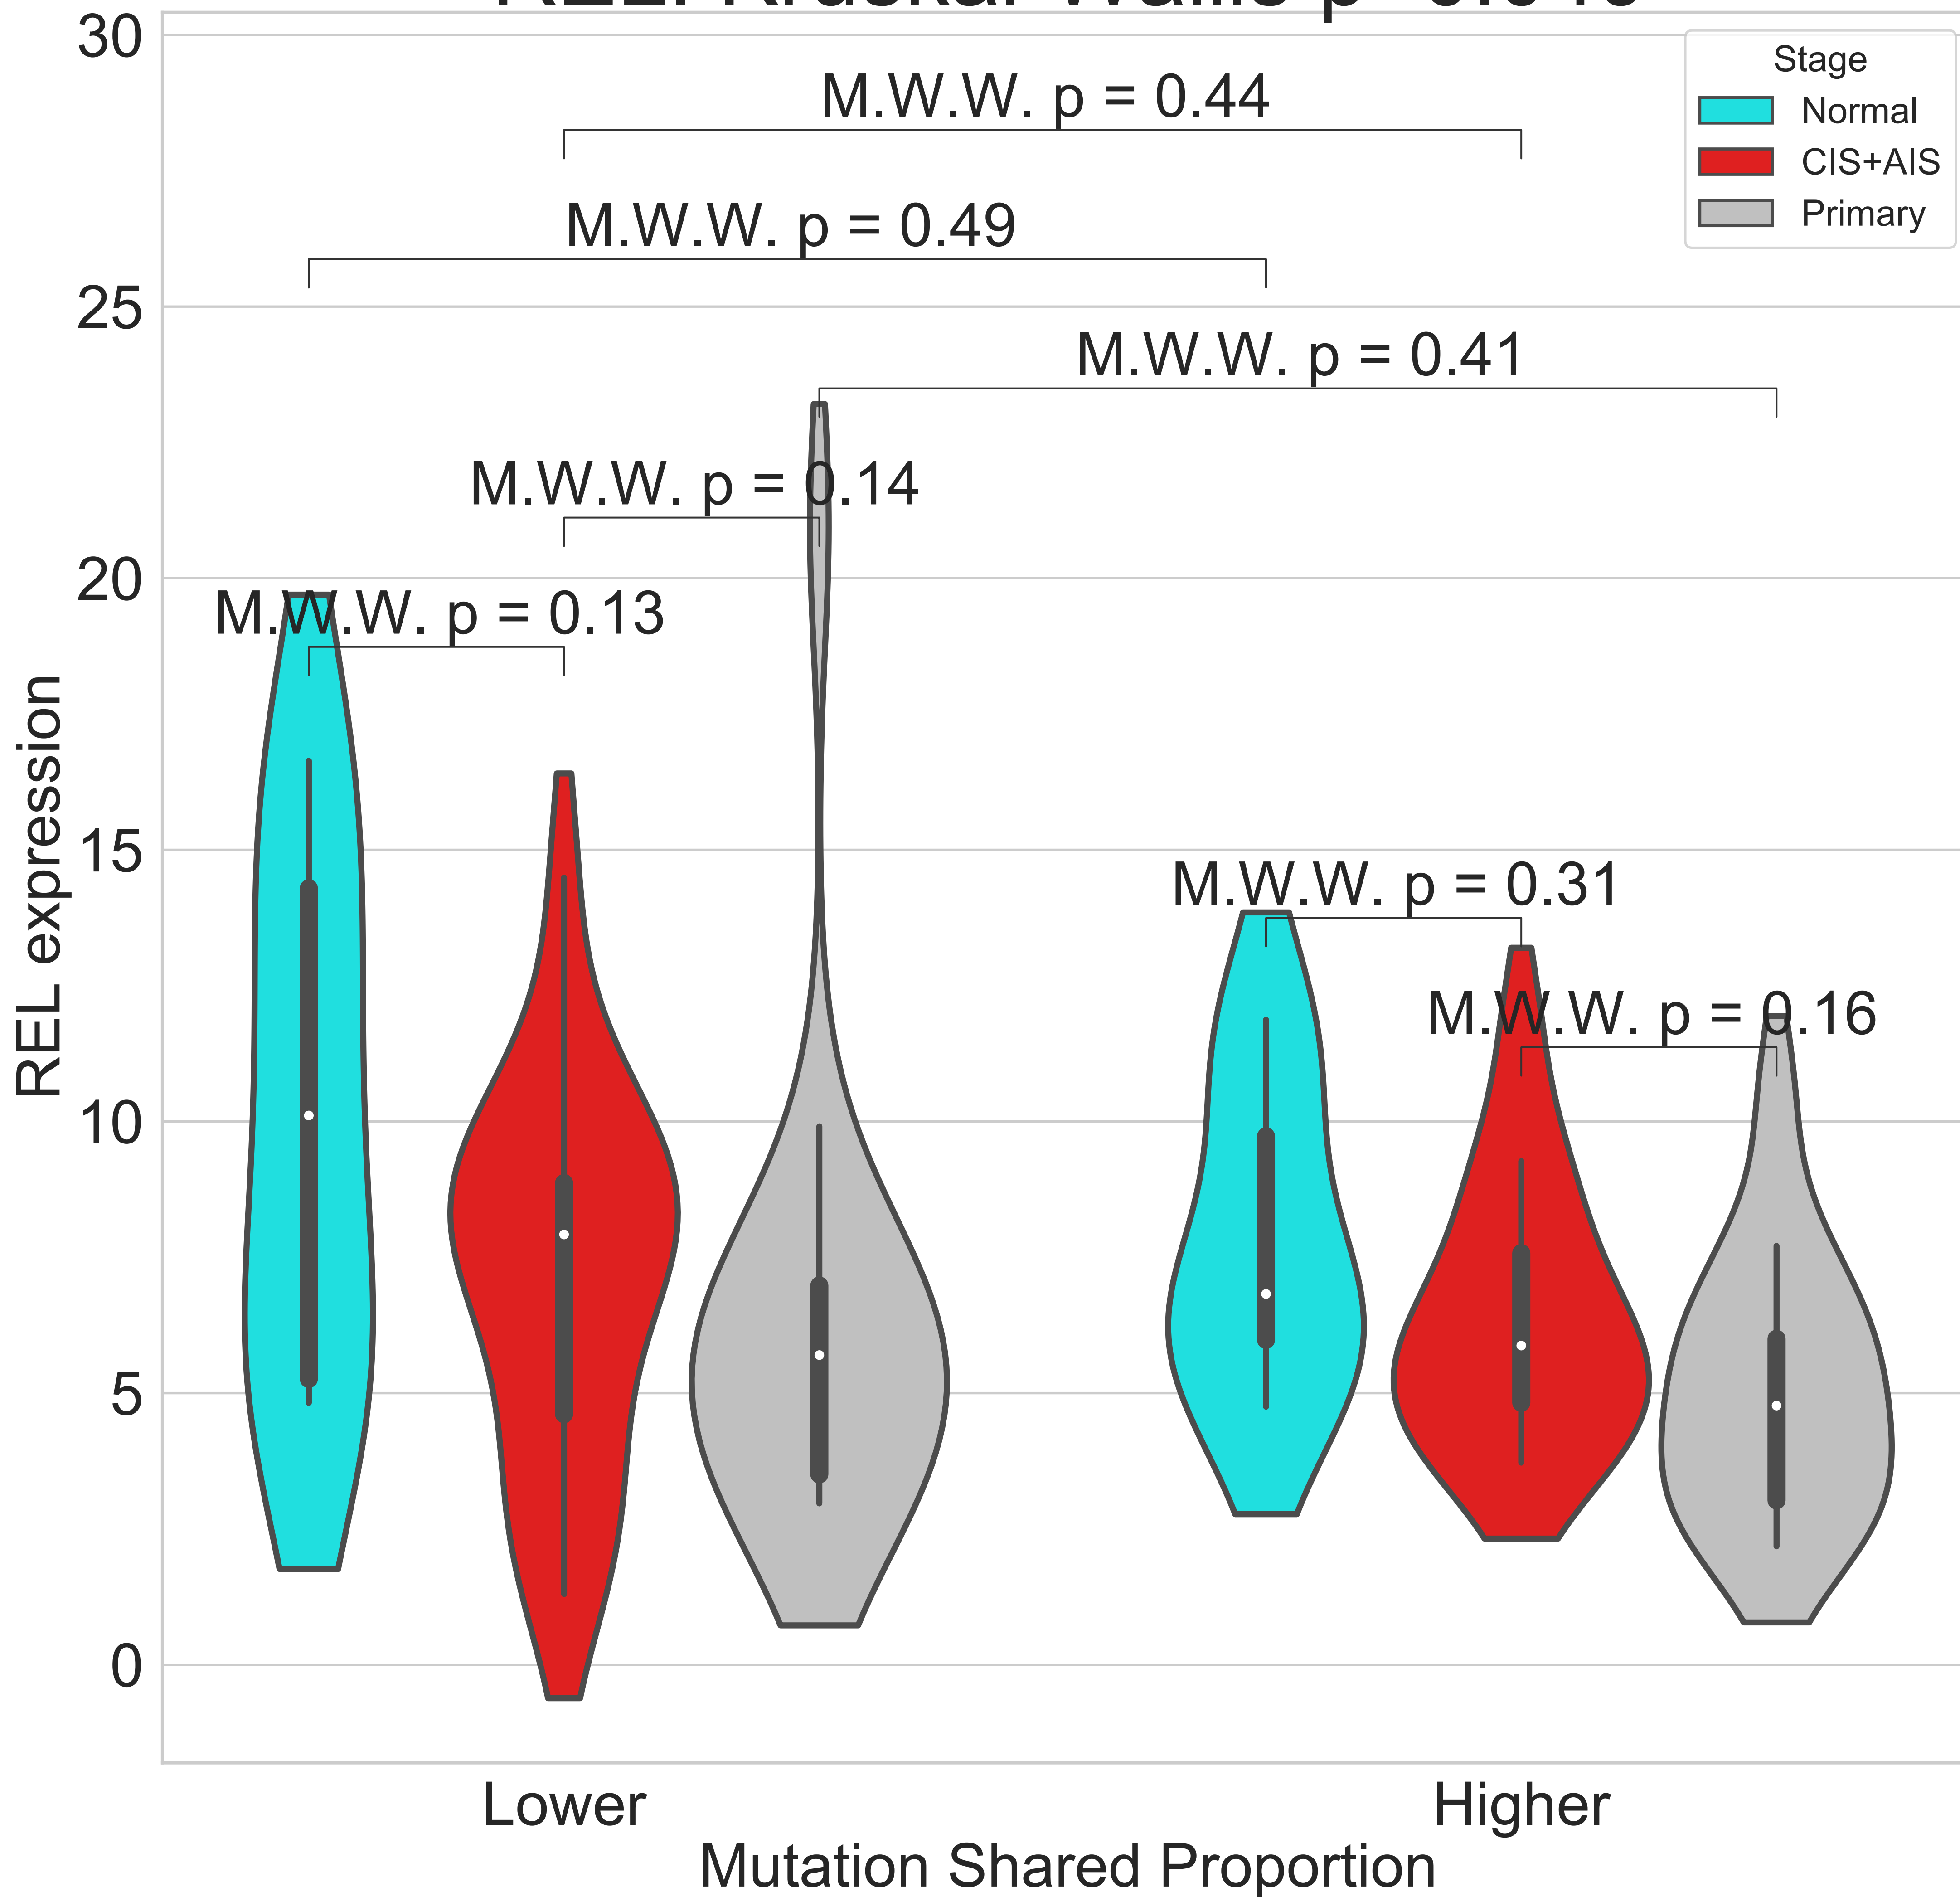 30
25
20
15
10
5
0
REL expression
M.W.W. p = 0.44
M.W.W. p = 0.49
M.W.W. p = 0.41
M.W.W. p = 0.14
M.W.W. p = 0.13
M.W.W. p = 0.31
M.W.W. p = 0.16
Stage
Normal
CIS+AIS
Primary
Lower
Higher
Mutation Shared Proportion